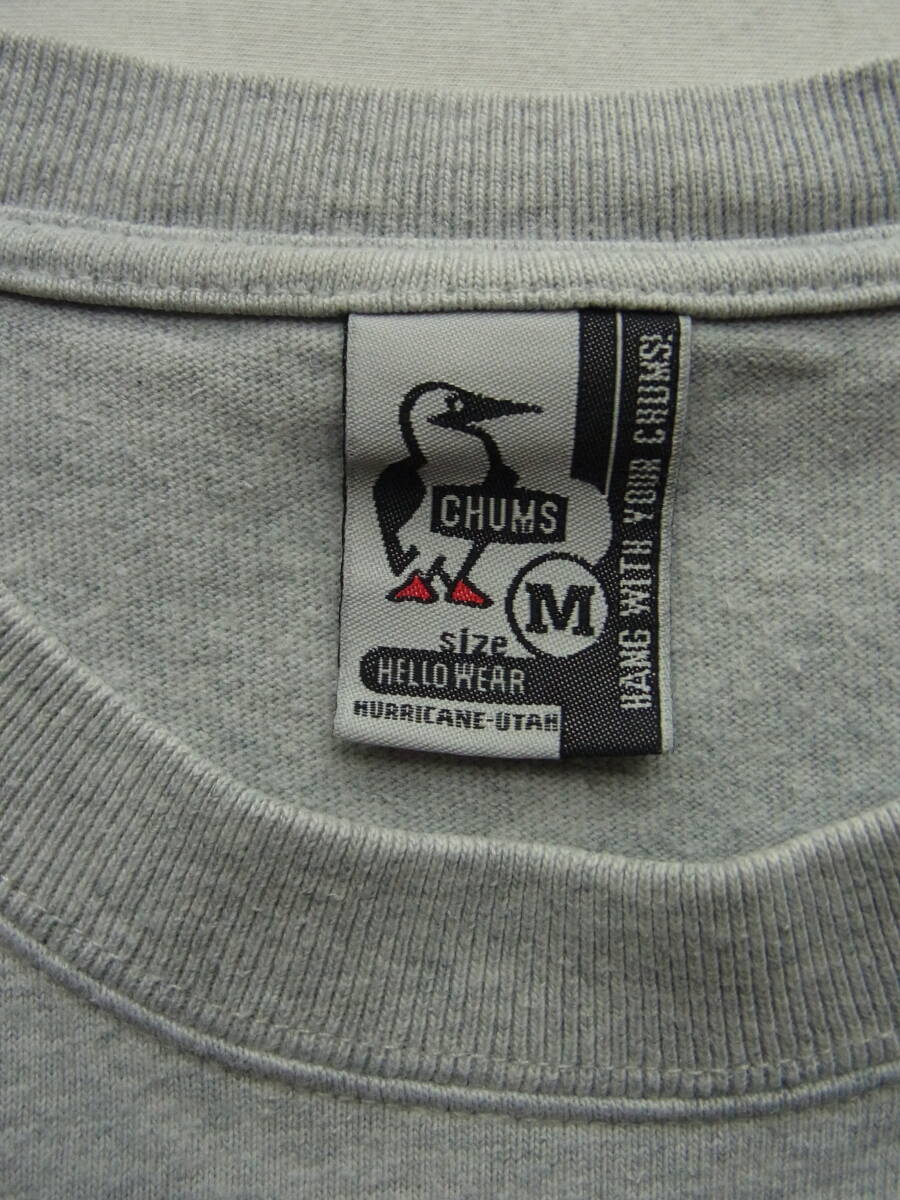 CHUMS
M
size
HELLO WEAR
HURRICANE-UTAH
HANG WITH YOUR CHUMS!